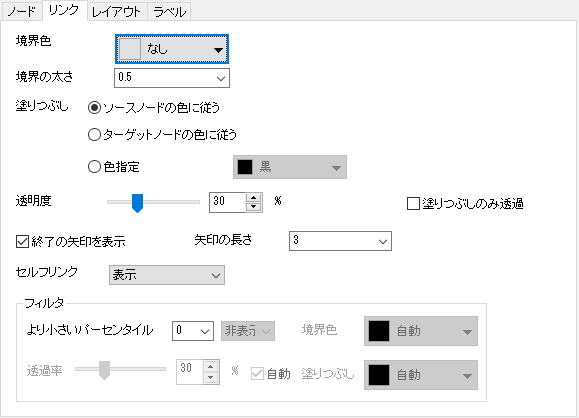 ノード リンク レイアウト ラベル
境界色 なし
境界の太さ 0.5
塗りつぶし ソースノードの色に従う
ターゲットノードの色に従う
色指定 黒
透明度 30 % 塗りつぶしのみ透過
終了の矢印を表示 矢印の長さ 3
セルフリンク 表示
フィルタ
より小さいパーセンタイル 0 非表示 境界色 自動
透過率 30 % 自動 塗りつぶし 自動